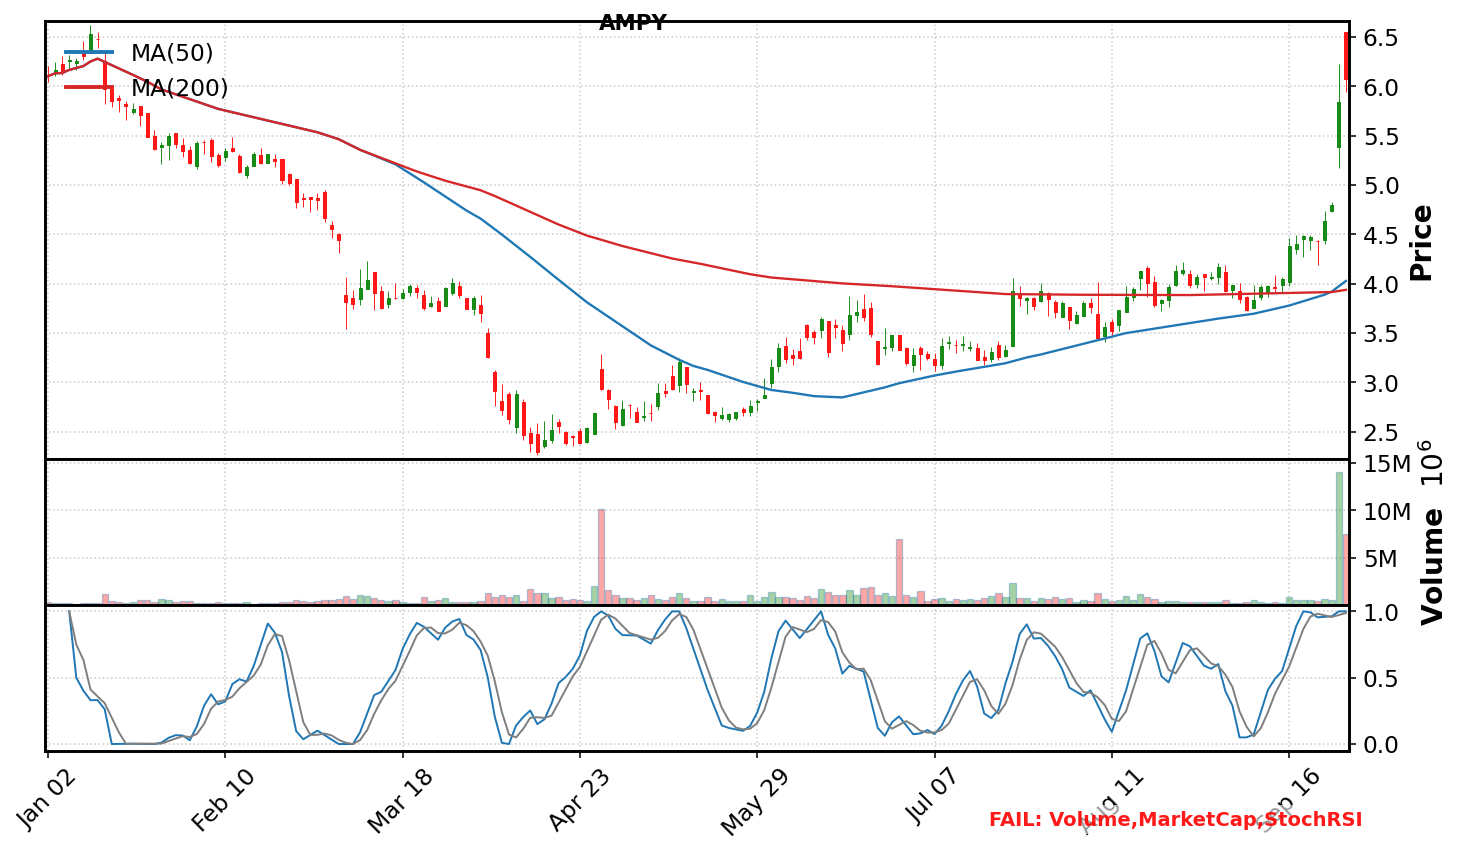 AMPY
MA(50)
MA(200)
6.5
6.0
5.5
5.0
4.5
4.0
3.5
3.0
2.5
Price
15M
10M
5M
Volume 10^6
1.0
0.5
0.0
Jan 02
Feb 10
Mar 18
Apr 23
May 29
Jul 07
Aug 11
Sep 16
FAIL: Volume,MarketCap,StochRSI